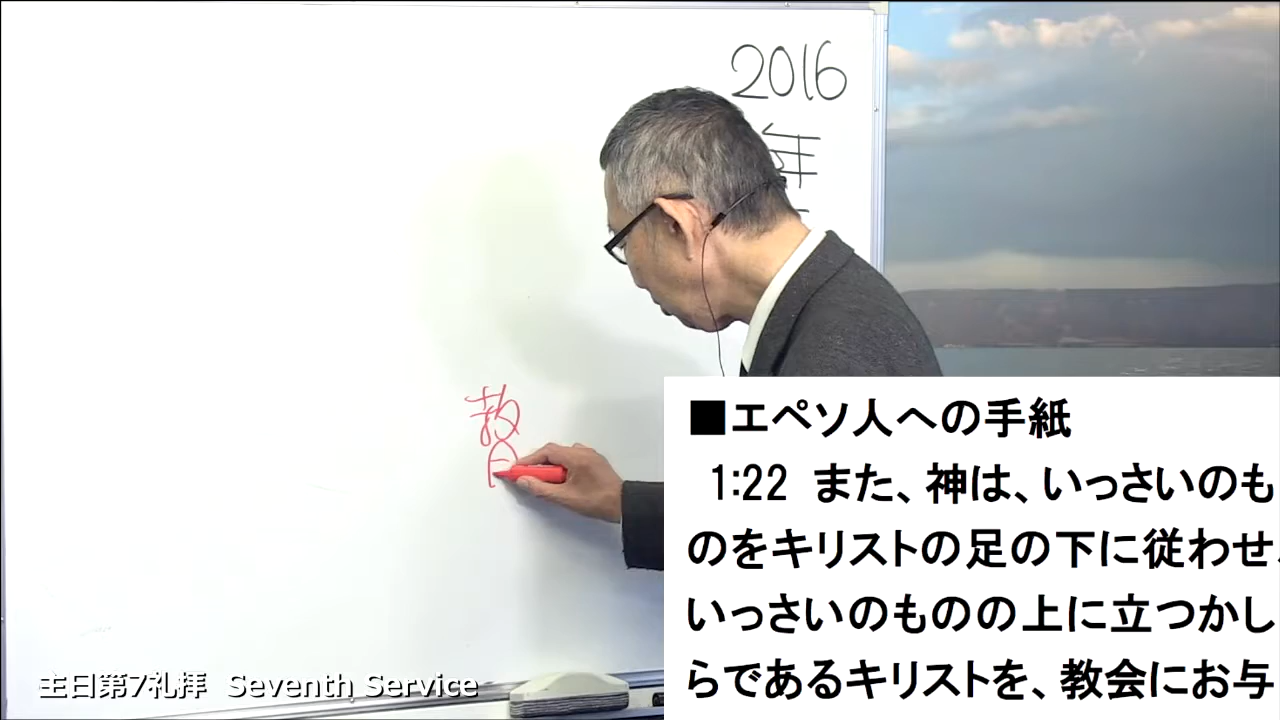 2016
年
教
■エペソ人への手紙
1:22 また、神は、いっさいのも
のをキリストの足の下に従わせ、
いっさいのものの上に立つかし
らであるキリストを、教会にお与
主日第7礼拝 Seventh Service